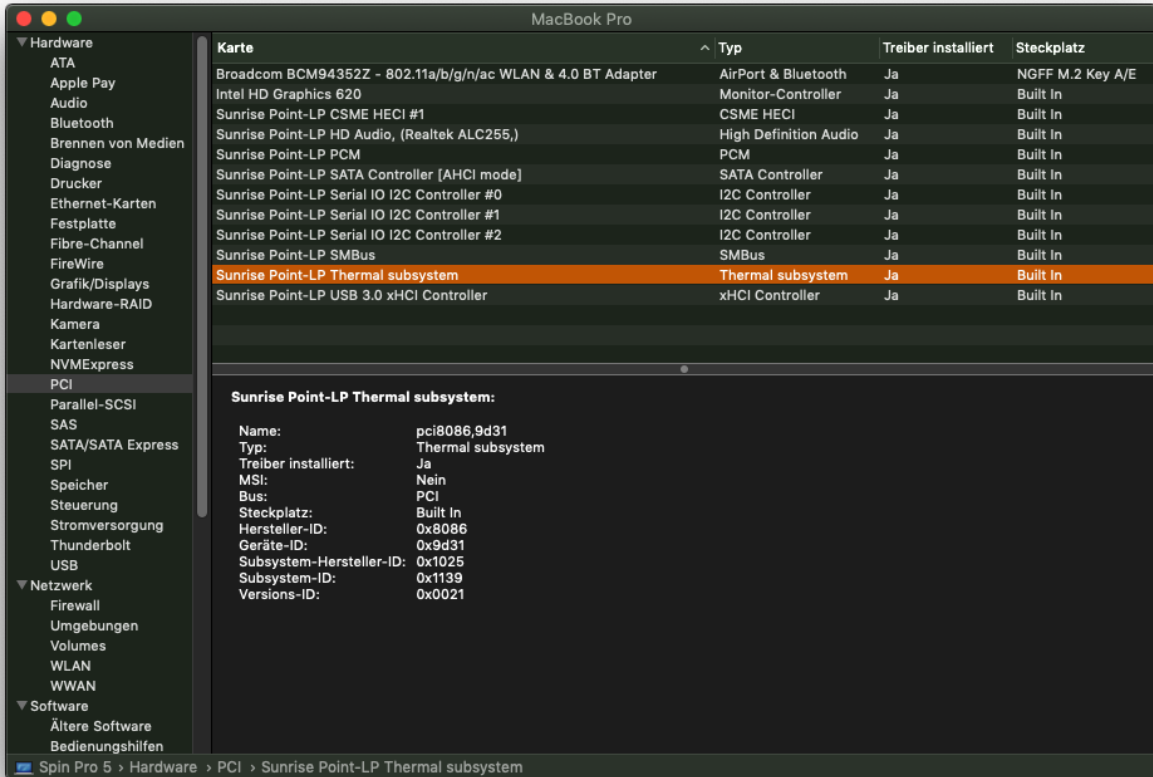 MacBook Pro
Hardware
ATA
Apple Pay
Audio
Bluetooth
Brennen von Medien
Diagnose
Drucker
Ethernet-Karten
Festplatte
Fibre-Channel
FireWire
Grafik/Displays
Hardware-RAID
Kamera
Kartenleser
NVMExpress
PCI
Parallel-SCSI
SAS
SATA/SATA Express
SPI
Speicher
Steuerung
Stromversorgung
Thunderbolt
USB
Netzwerk
Firewall
Umgebungen
Volumes
WLAN
WWAN
Software
Ältere Software
Bedienungshilfen
Karte Typ Treiber installiert Steckplatz
Broadcom BCM94352Z - 802.11a/b/g/n/ac WLAN & 4.0 BT Adapter AirPort & Bluetooth Ja NGFF M.2 Key A/E
Intel HD Graphics 620 Monitor-Controller Ja Built In
Sunrise Point-LP CSME HECI #1 CSME HECI Ja Built In
Sunrise Point-LP HD Audio, (Realtek ALC255,) High Definition Audio Ja Built In
Sunrise Point-LP PCM PCM Ja Built In
Sunrise Point-LP SATA Controller [AHCI mode] SATA Controller Ja Built In
Sunrise Point-LP Serial IO I2C Controller #0 I2C Controller Ja Built In
Sunrise Point-LP Serial IO I2C Controller #1 I2C Controller Ja Built In
Sunrise Point-LP Serial IO I2C Controller #2 I2C Controller Ja Built In
Sunrise Point-LP SMBus SMBus Ja Built In
Sunrise Point-LP Thermal subsystem Thermal subsystem Ja Built In
Sunrise Point-LP USB 3.0 xHCI Controller xHCI Controller Ja Built In
Sunrise Point-LP Thermal subsystem:
Name: pci8086,9d31
Typ: Thermal subsystem
Treiber installiert: Ja
MSI: Nein
Bus: PCI
Steckplatz: Built In
Hersteller-ID: 0x8086
Geräte-ID: 0x9d31
Subsystem-Hersteller-ID: 0x1025
Subsystem-ID: 0x1139
Versions-ID: 0x0021
Spin Pro 5 › Hardware › PCI › Sunrise Point-LP Thermal subsystem